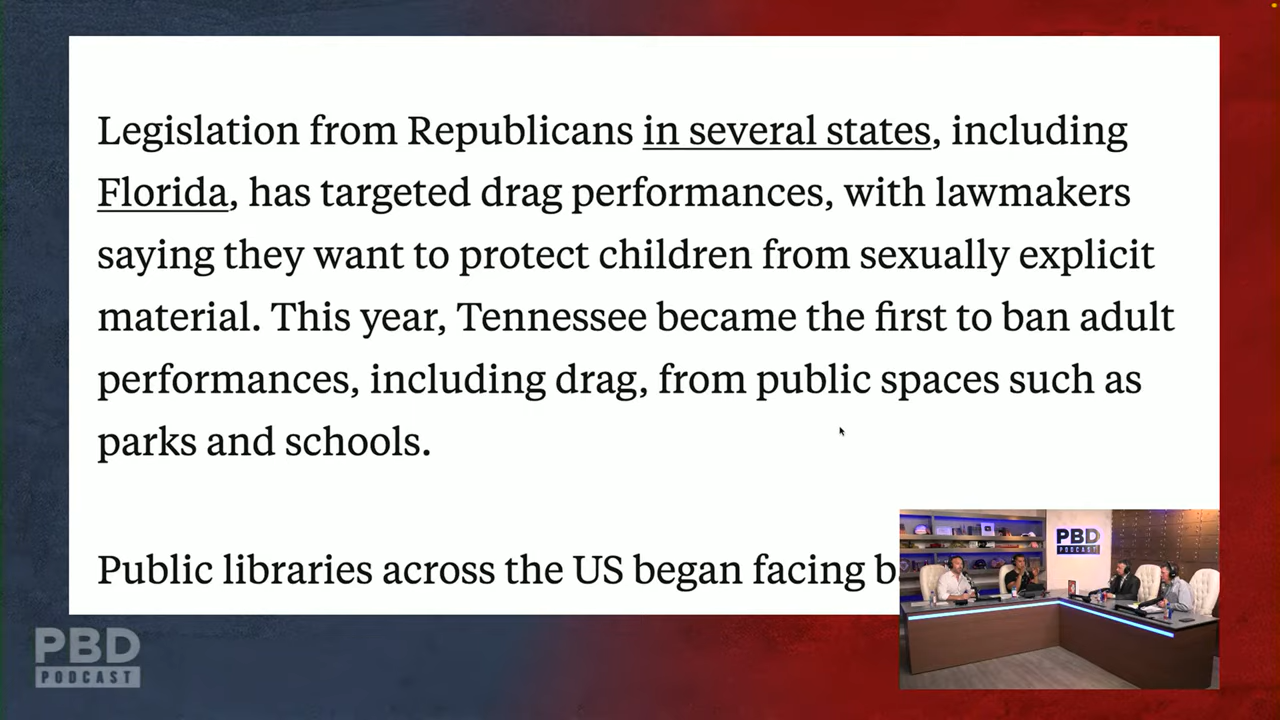 Legislation from Republicans in several states, including
Florida, has targeted drag performances, with lawmakers
saying they want to protect children from sexually explicit
material. This year, Tennessee became the first to ban adult
performances, including drag, from public spaces such as
parks and schools.
Public libraries across the US began facing
PBD
PODCAST
PBD
PODCAST